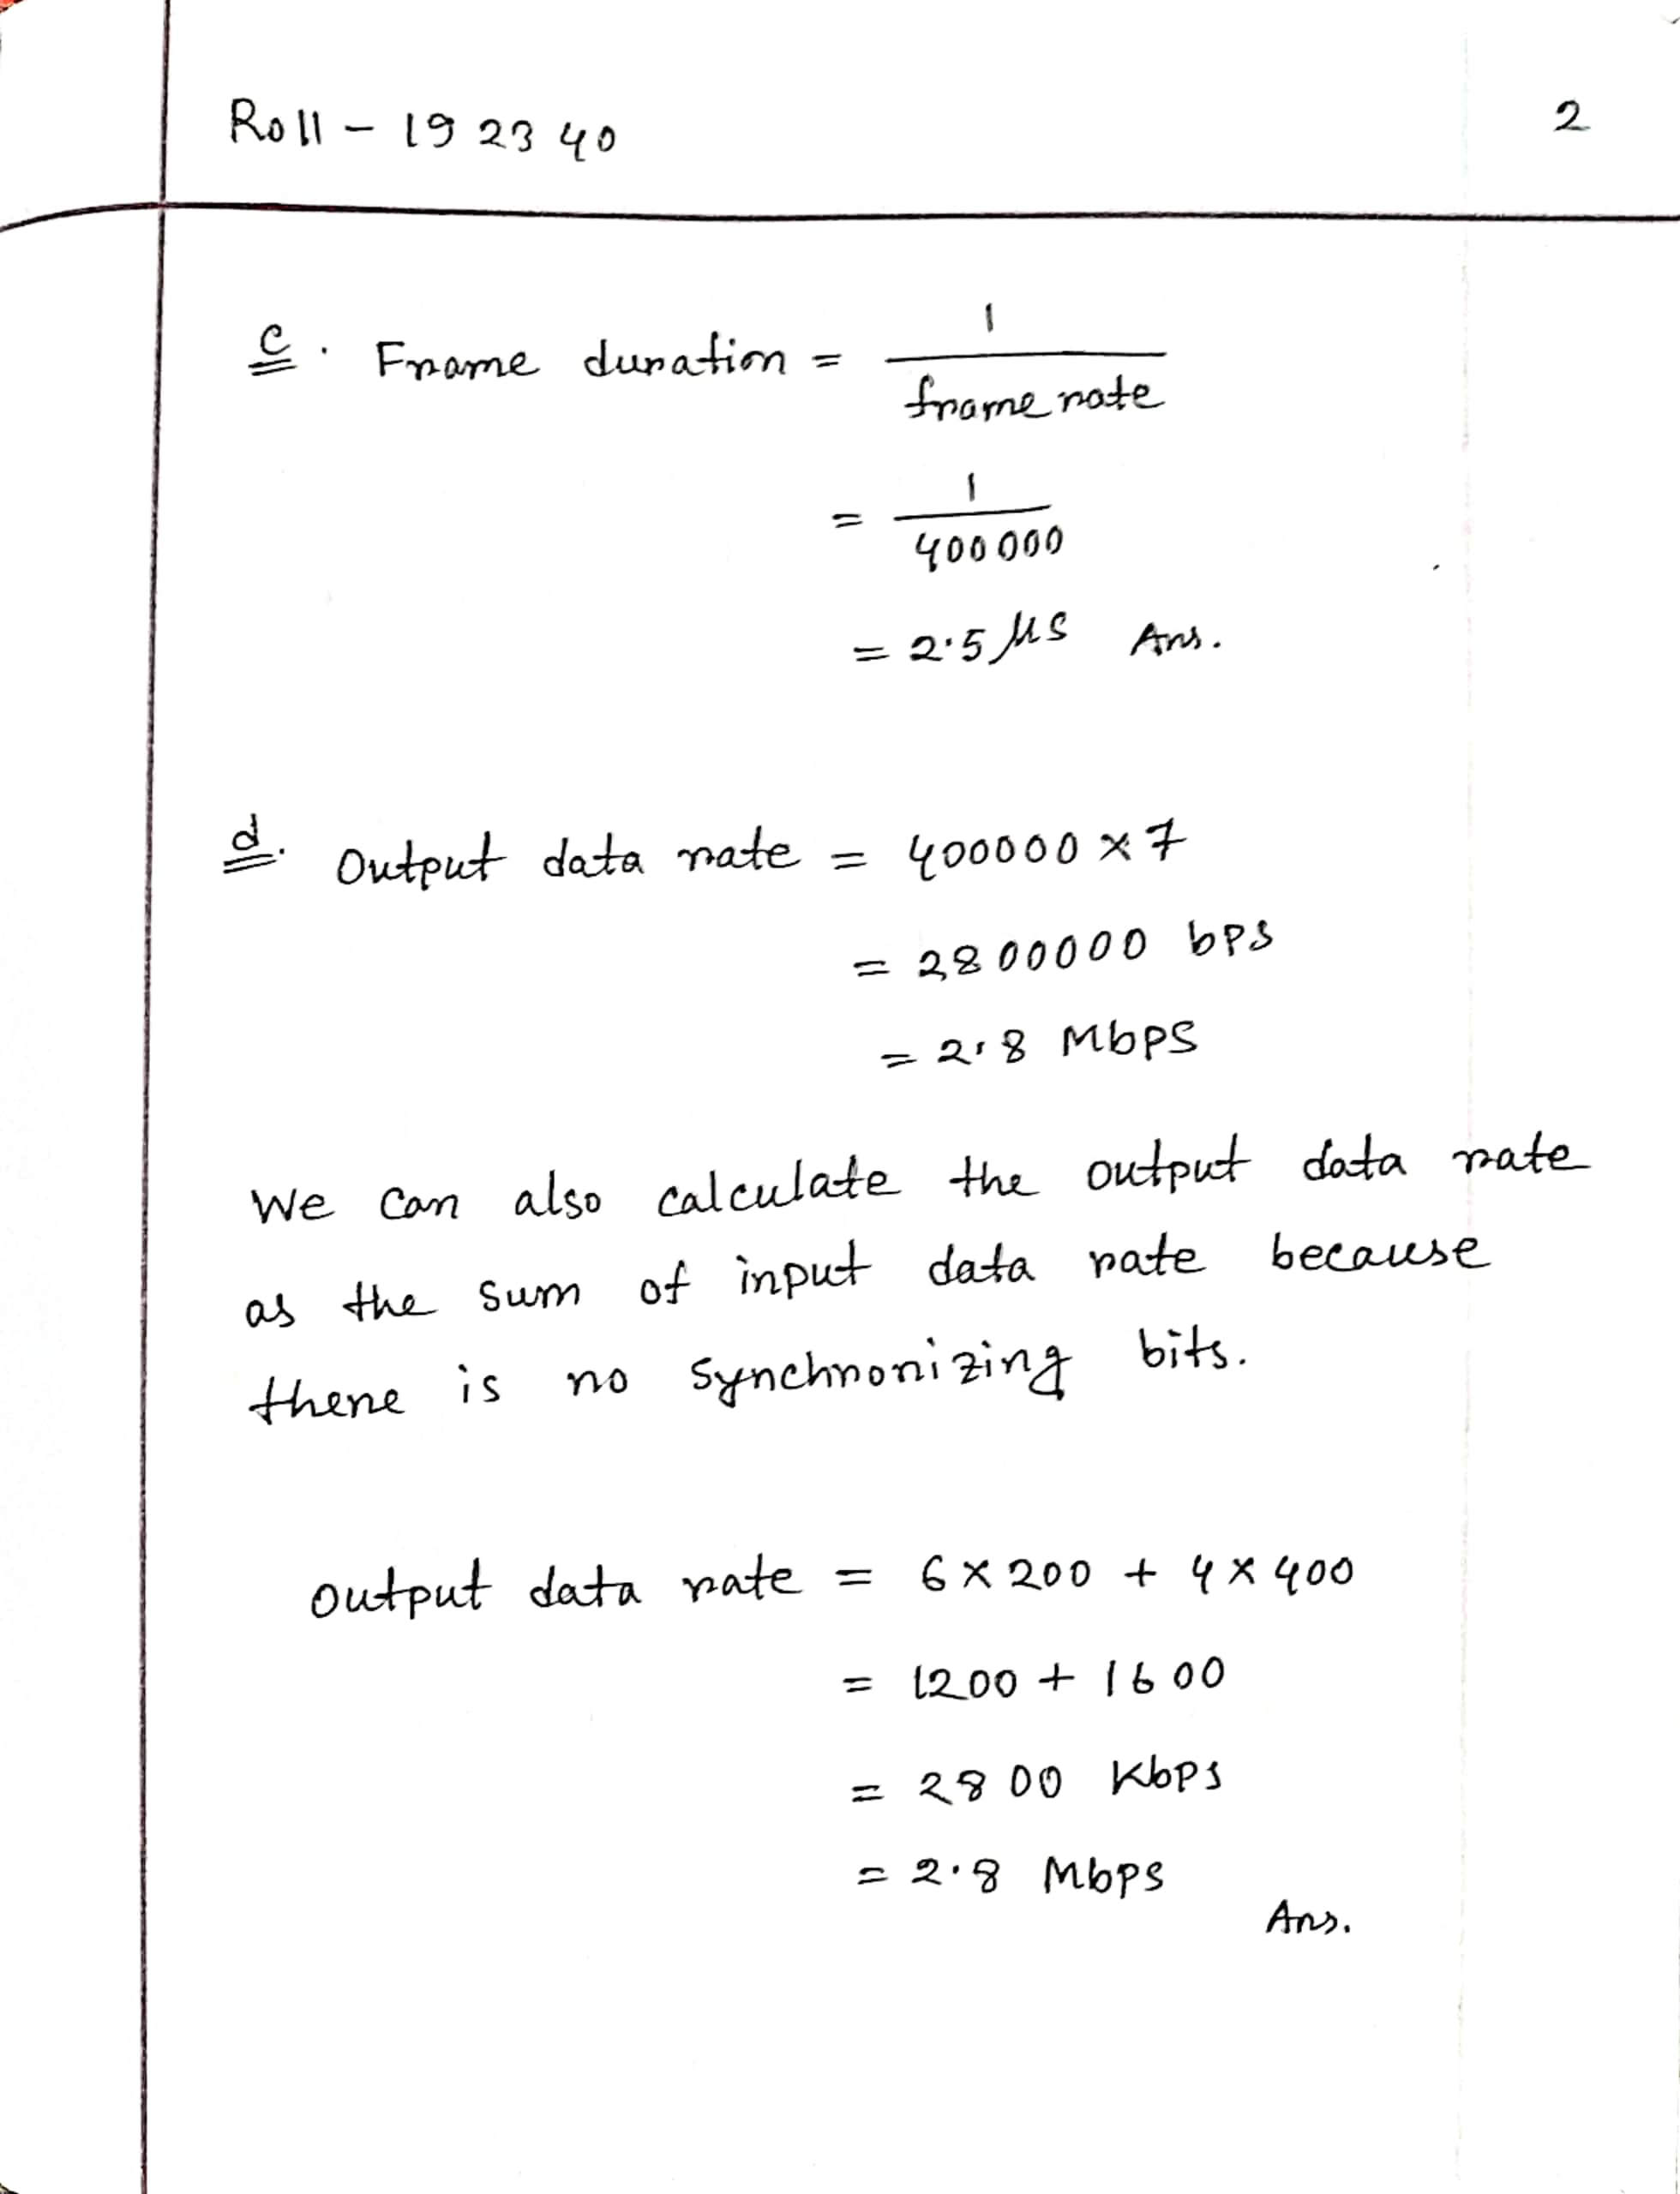 Roll - 192340
2
c. Frame duration = 1 / frame rate
= 1 / 400000
= 2.5 μs Ans.
d. Output data rate = 400000 × 7
= 2800000 bps
= 2.8 Mbps
We can also calculate the output data rate
as the sum of input data rate because
there is no synchronizing bits.
Output data rate = 6 × 200 + 4 × 400
= 1200 + 1600
= 2800 Kbps
= 2.8 Mbps
Ans.